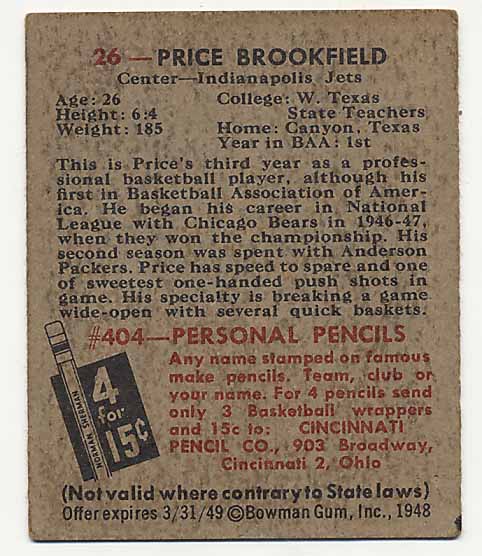 26 — PRICE BROOKFIELD
Center—Indianapolis Jets
Age: 26 College: W. Texas
Height: 6:4 State Teachers
Weight: 185 Home: Canyon, Texas
Year in BAA: 1st
This is Price's third year as a profes-
sional basketball player, although his
first in Basketball Association of Amer-
ica. He began his career in National
League with Chicago Bears in 1946-47,
when they won the championship. His
second season was spent with Anderson
Packers. Price has speed to spare and one
of sweetest one-handed push shots in
game. His specialty is breaking a game
wide-open with several quick baskets.
#404—PERSONAL PENCILS
Any name stamped on famous
make pencils. Team, club or
your name. For 4 pencils send
only 3 Basketball wrappers
and 15c to: CINCINNATI
PENCIL CO., 903 Broadway,
Cincinnati 2, Ohio
NORMAN SHERMAN
4
for
15¢
(Not valid where contrary to State laws)
Offer expires 3/31/49 ©Bowman Gum, Inc., 1948